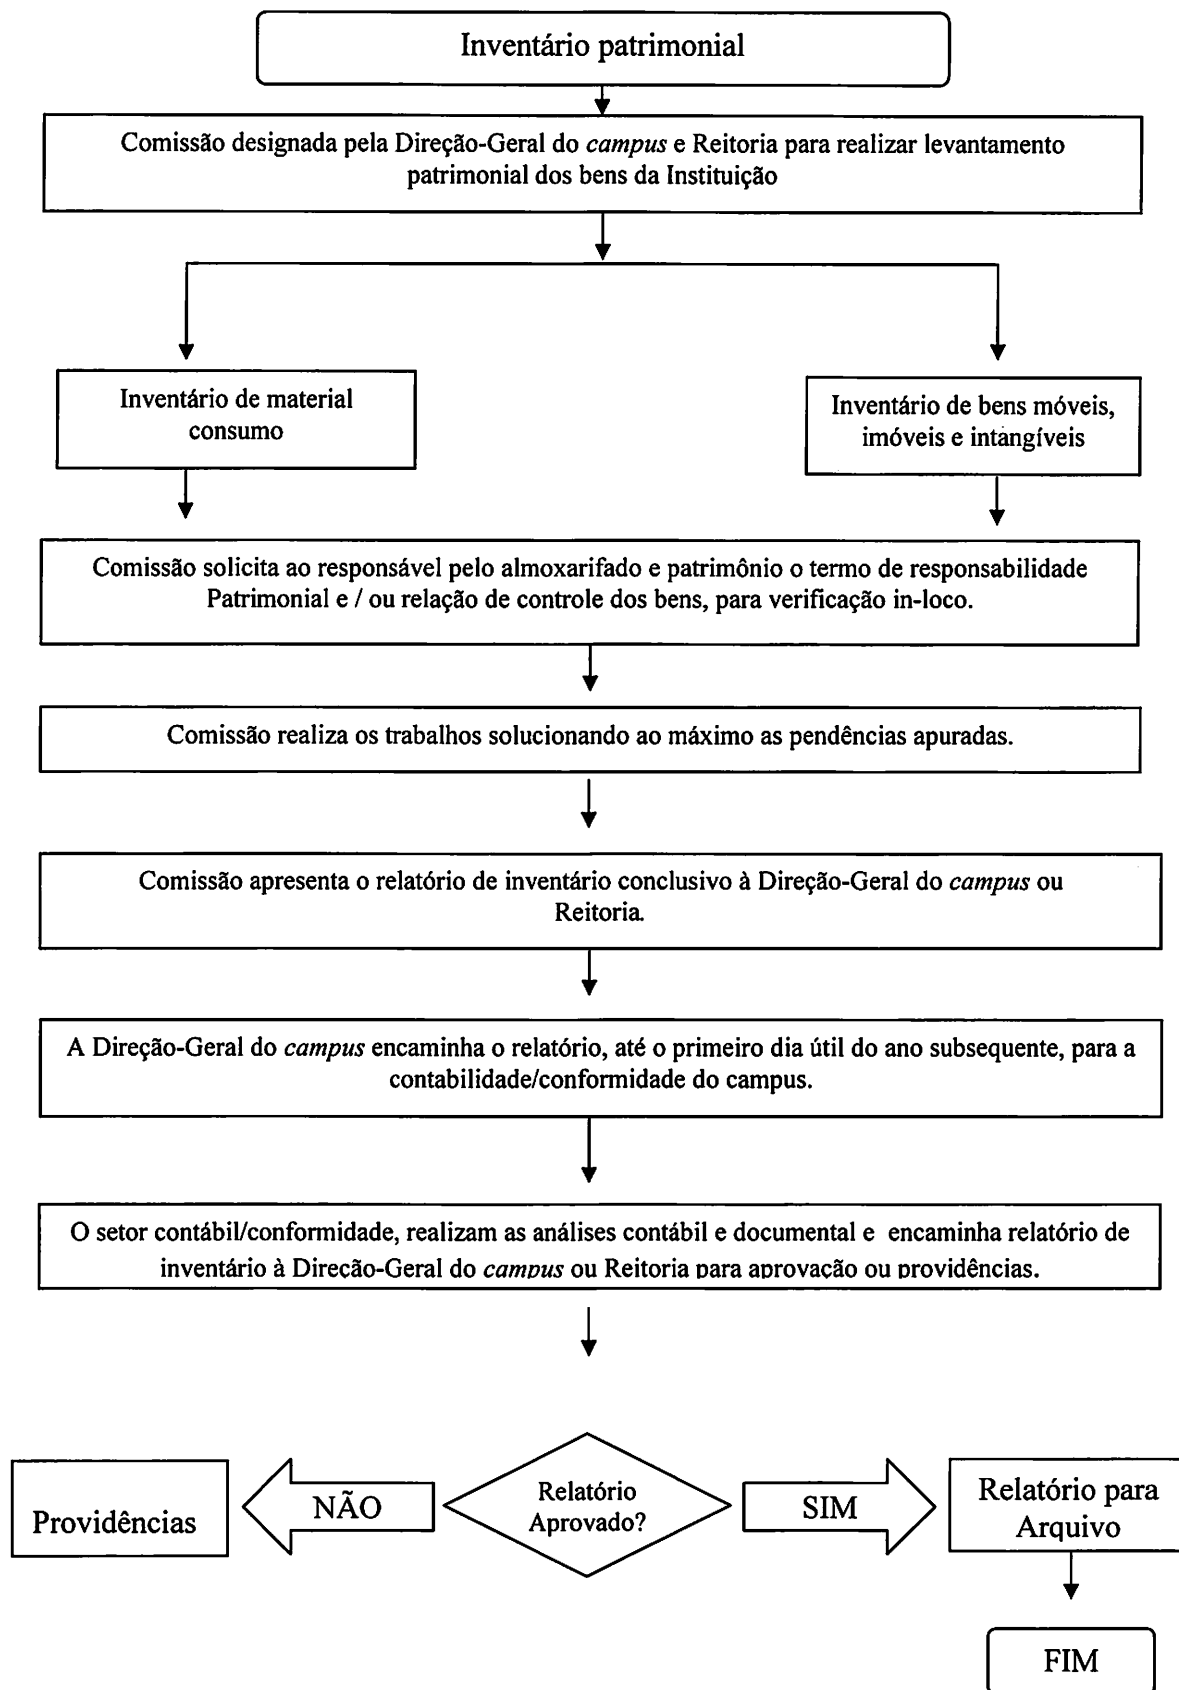 Inventário patrimonial
Comissão designada pela Direção-Geral do campus e Reitoria para realizar levantamento
patrimonial dos bens da Instituição
Inventário de material
consumo
Inventário de bens móveis,
imóveis e intangíveis
Comissão solicita ao responsável pelo almoxarifado e patrimônio o termo de responsabilidade
Patrimonial e / ou relação de controle dos bens, para verificação in-loco.
Comissão realiza os trabalhos solucionando ao máximo as pendências apuradas.
Comissão apresenta o relatório de inventário conclusivo à Direção-Geral do campus ou
Reitoria.
A Direção-Geral do campus encaminha o relatório, até o primeiro dia útil do ano subsequente, para a
contabilidade/conformidade do campus.
O setor contábil/conformidade, realizam as análises contábil e documental e encaminha relatório de
inventário à Direção-Geral do campus ou Reitoria para aprovação ou providências.
Providências
NÃO
Relatório
Aprovado?
SIM
Relatório para
Arquivo
FIM